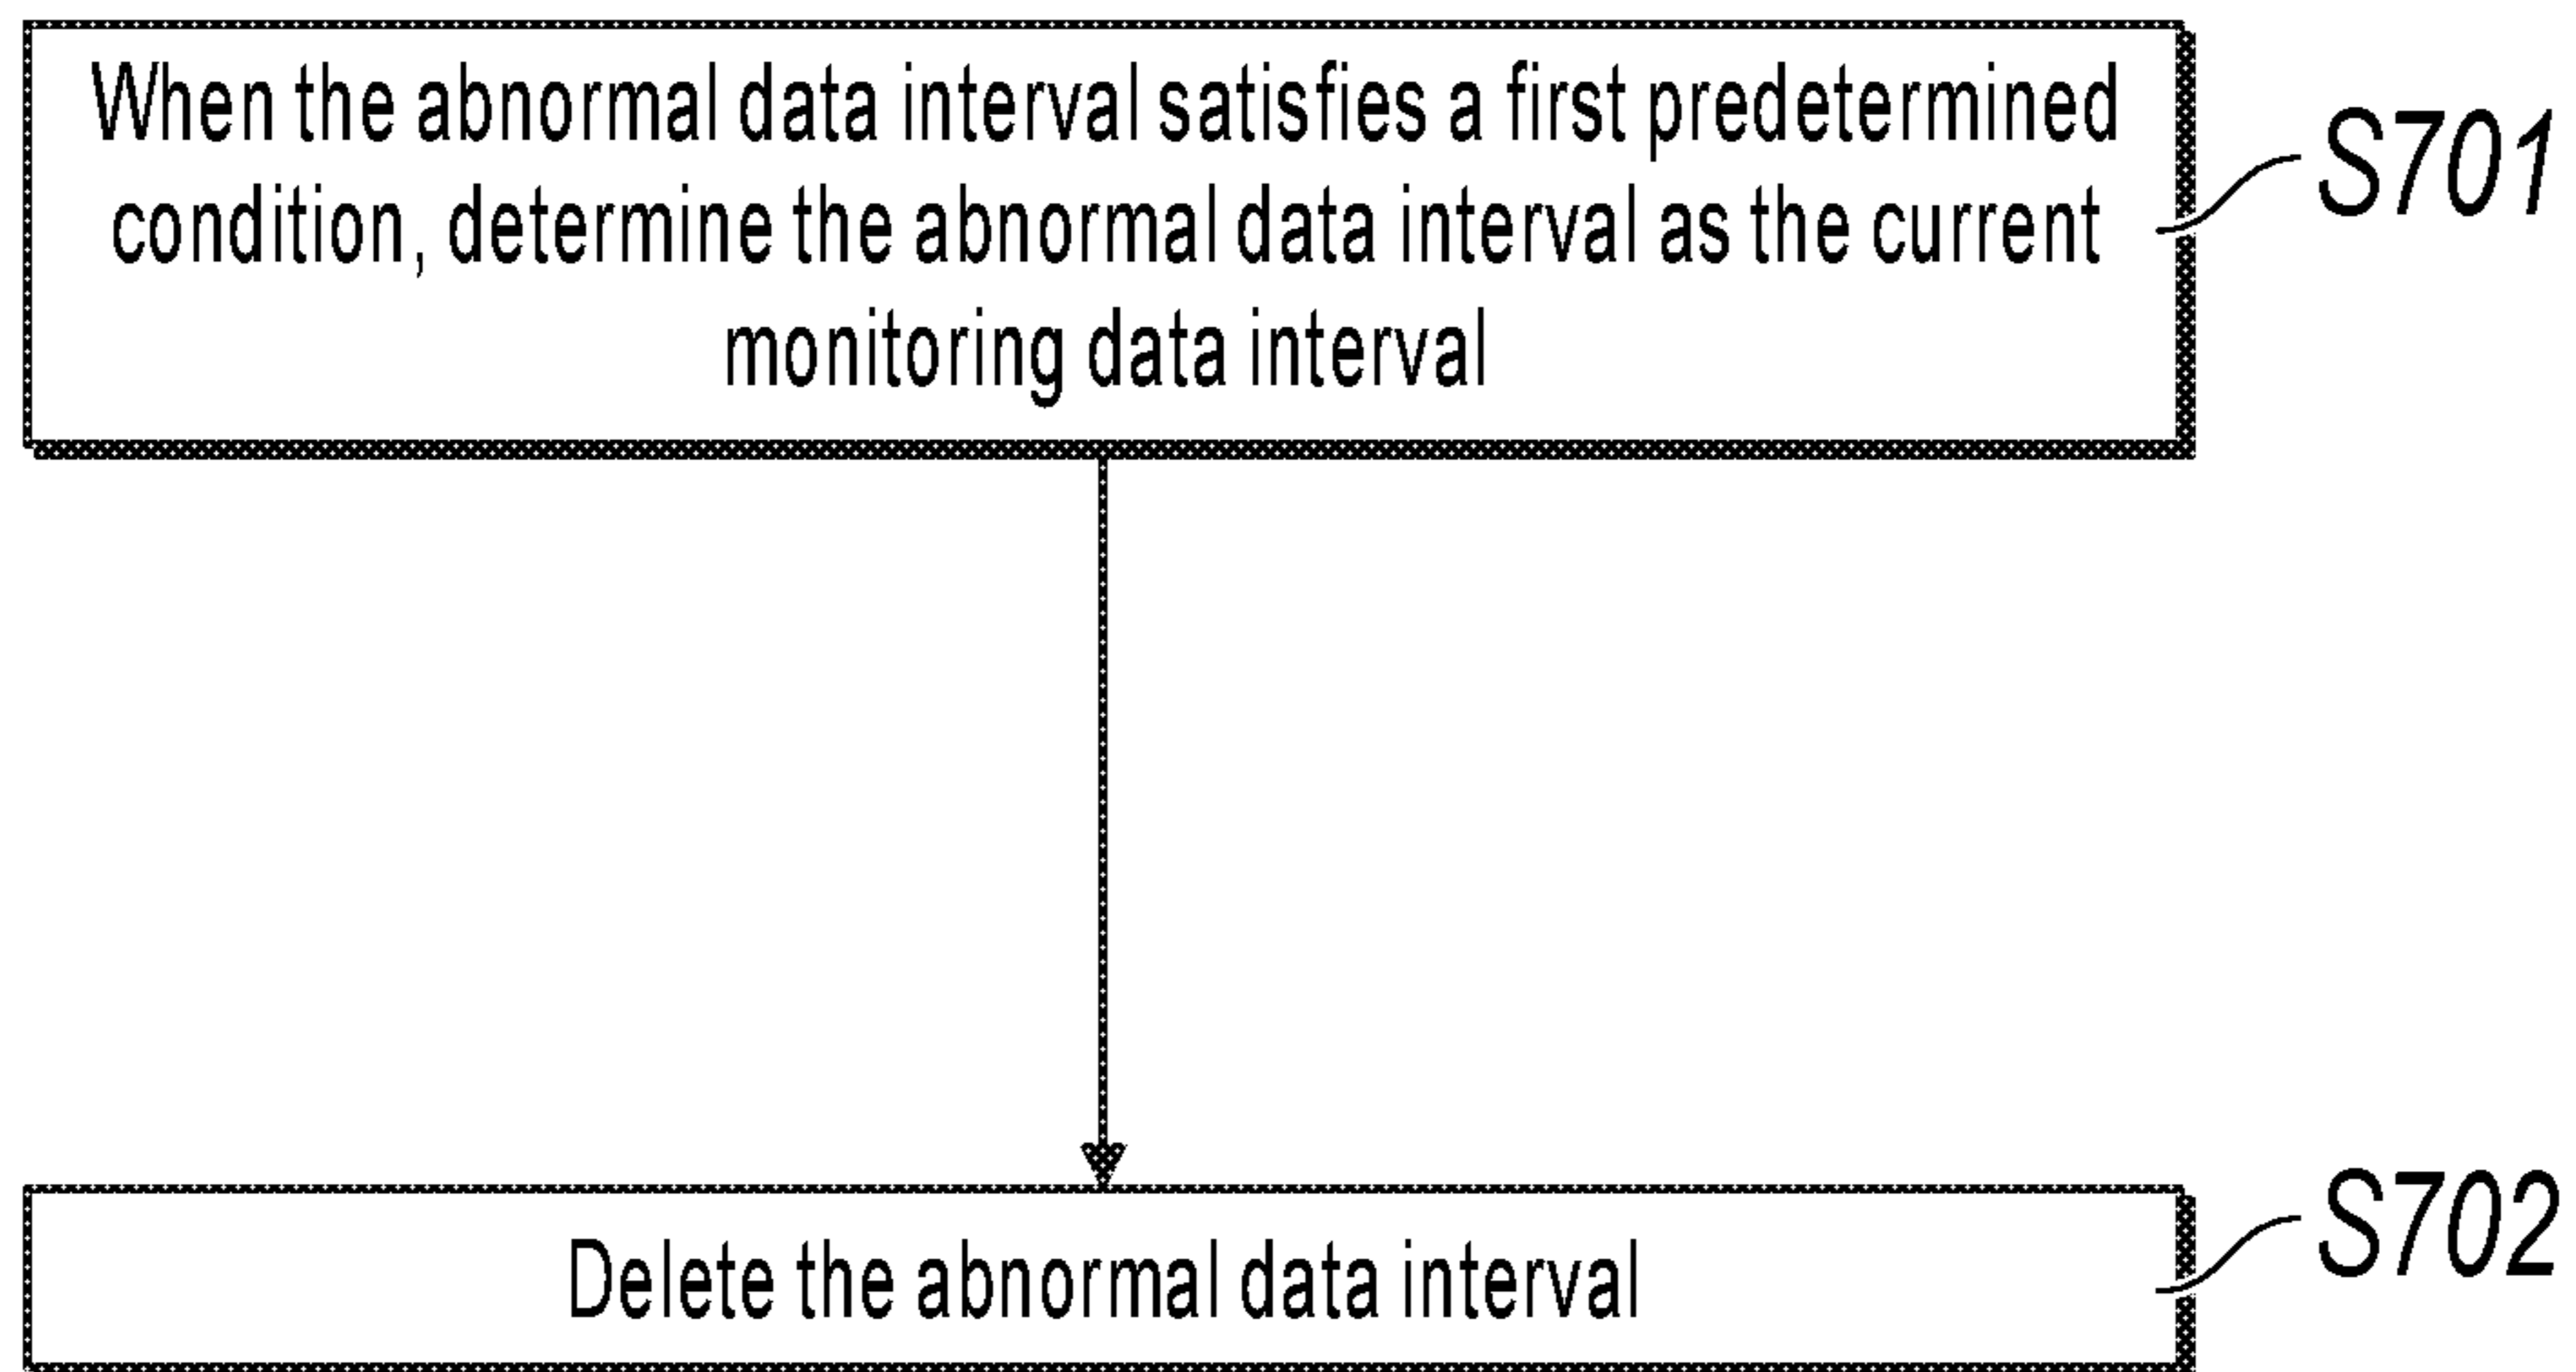 When the abnormal data interval satisfies a first predetermined
condition, determine the abnormal data interval as the current
monitoring data interval
S701
Delete the abnormal data interval
S702